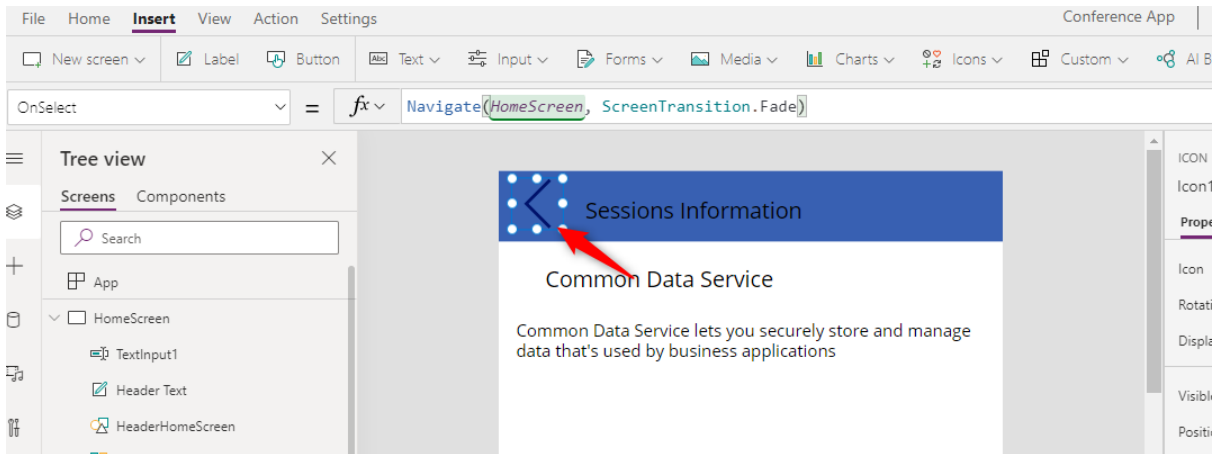 File Home Insert View Action Settings Conference App
New screen Label Button Abc Text Input Forms Media Charts Icons Custom AI B
OnSelect = fx Navigate(HomeScreen, ScreenTransition.Fade)
Tree view
Screens Components
Search
App
HomeScreen
TextInput1
Header Text
HeaderHomeScreen
Sessions Information
Common Data Service
Common Data Service lets you securely store and manage
data that's used by business applications
ICON
Icon1
Prope
Icon
Rotati
Displa
Visible
Positi